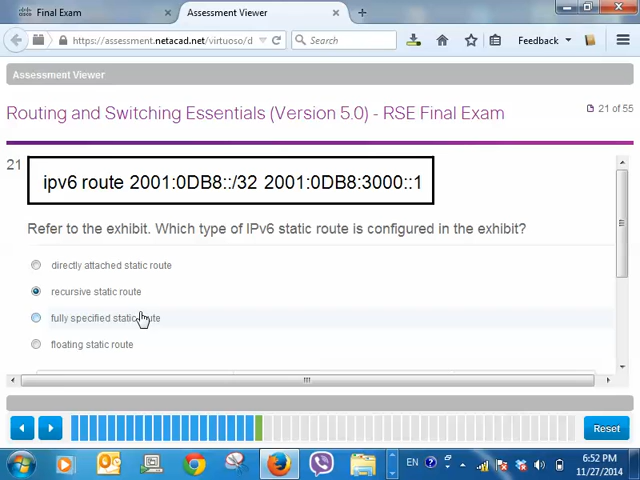 Final Exam
Assessment Viewer
https://assessment.netacad.net/virtuoso/d
Search
Feedback
Assessment Viewer
Routing and Switching Essentials (Version 5.0) - RSE Final Exam
21 of 55
21
ipv6 route 2001:0DB8::/32 2001:0DB8:3000::1
Refer to the exhibit. Which type of IPv6 static route is configured in the exhibit?
directly attached static route
recursive static route
fully specified static route
floating static route
Reset
EN
6:52 PM
11/27/2014